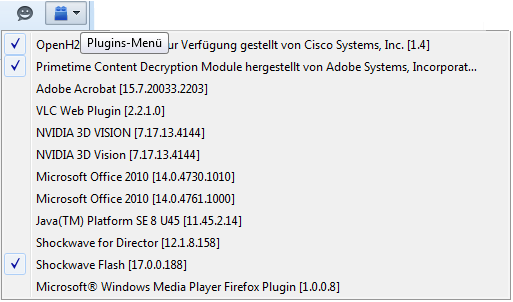 Plugins-Menü
OpenH2 ur Verfügung gestellt von Cisco Systems, Inc. [1.4]
Primetime Content Decryption Module hergestellt von Adobe Systems, Incorporat...
Adobe Acrobat [15.7.20033.2203]
VLC Web Plugin [2.2.1.0]
NVIDIA 3D VISION [7.17.13.4144]
NVIDIA 3D Vision [7.17.13.4144]
Microsoft Office 2010 [14.0.4730.1010]
Microsoft Office 2010 [14.0.4761.1000]
Java(TM) Platform SE 8 U45 [11.45.2.14]
Shockwave for Director [12.1.8.158]
Shockwave Flash [17.0.0.188]
Microsoft® Windows Media Player Firefox Plugin [1.0.0.8]